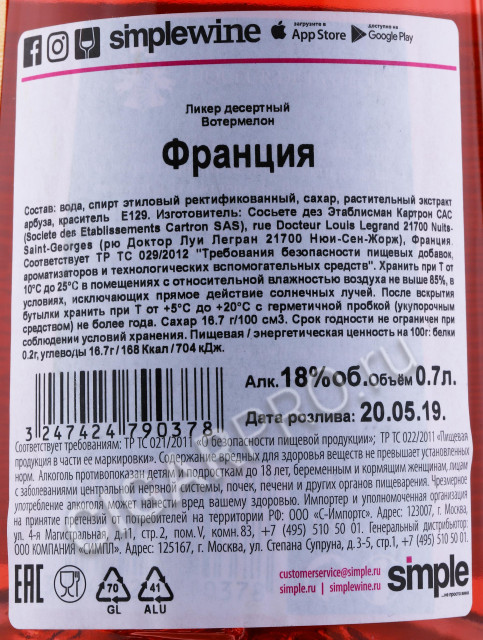 simplewine
ЗАГРУЗИТЕ В
App Store
ДОСТУПНО НА
Google Play
Ликер десертный
Вотермелон
Франция
Состав: вода, спирт этиловый ректификованный, сахар, растительный экстракт
арбуза, краситель E129. Изготовитель: Сосьете дез Этаблисман Картрон САС
(Societe des Etablissements Cartron SAS), rue Docteur Louis Legrand 21700 Nuits-
Saint-Georges (рю Доктор Луи Легран 21700 Нюи-Сен-Жорж), Франция.
Соответствует ТР ТС 029/2012 "Требования безопасности пищевых добавок,
ароматизаторов и технологических вспомогательных средств". Хранить при Т от
10°С до 25°С в помещениях с относительной влажностью воздуха не выше 85%, в
условиях, исключающих прямое действие солнечных лучей. После вскрытия
бутылки хранить при Т от +5°С до +20°С с герметичной пробкой (укупорочным
средством) не более года. Сахар 16.7 г/100 см3. Срок годности не ограничен при
соблюдении условий хранения. Пищевая / энергетическая ценность на 100г: белки
0.2г, углеводы 16.7г / 168 Ккал / 704 кДж.
Алк. 18%об. Объём 0.7л.
Дата розлива: 20.05.19.
3 247424 790378
Соответствует требованиям: ТР ТС 021/2011 «О безопасности пищевой продукции»; ТР ТС 022/2011 «Пищевая
продукция в части ее маркировки». Содержание вредных для здоровья веществ не превышает установленных
норм. Алкоголь противопоказан детям и подросткам до 18 лет, беременным и кормящим женщинам, лицам
с заболеваниями центральной нервной системы, почек, печени и других органов пищеварения. Чрезмерное
употребление алкоголя может нанести вред вашему здоровью. Импортер и уполномоченная организация
на принятие претензий от потребителей на территории РФ: ООО «С-Импортс». Адрес: 123007, г. Москва,
ул. 4-я Магистральная, д.11, стр.2, пом.V, комн.83, +7 (495) 510 50 01. Генеральный дистрибьютор:
ООО КОМПАНИЯ «СИМПЛ». Адрес: 125167, г. Москва, ул. Степана Супруна, д.3-5, стр.1, +7 (495) 510 50 01.
EAC
70
GL
41
ALU
customerservice@simple.ru
simple.ru | simplewine.ru
simple
...не просто вино
CIGARPRO.ru